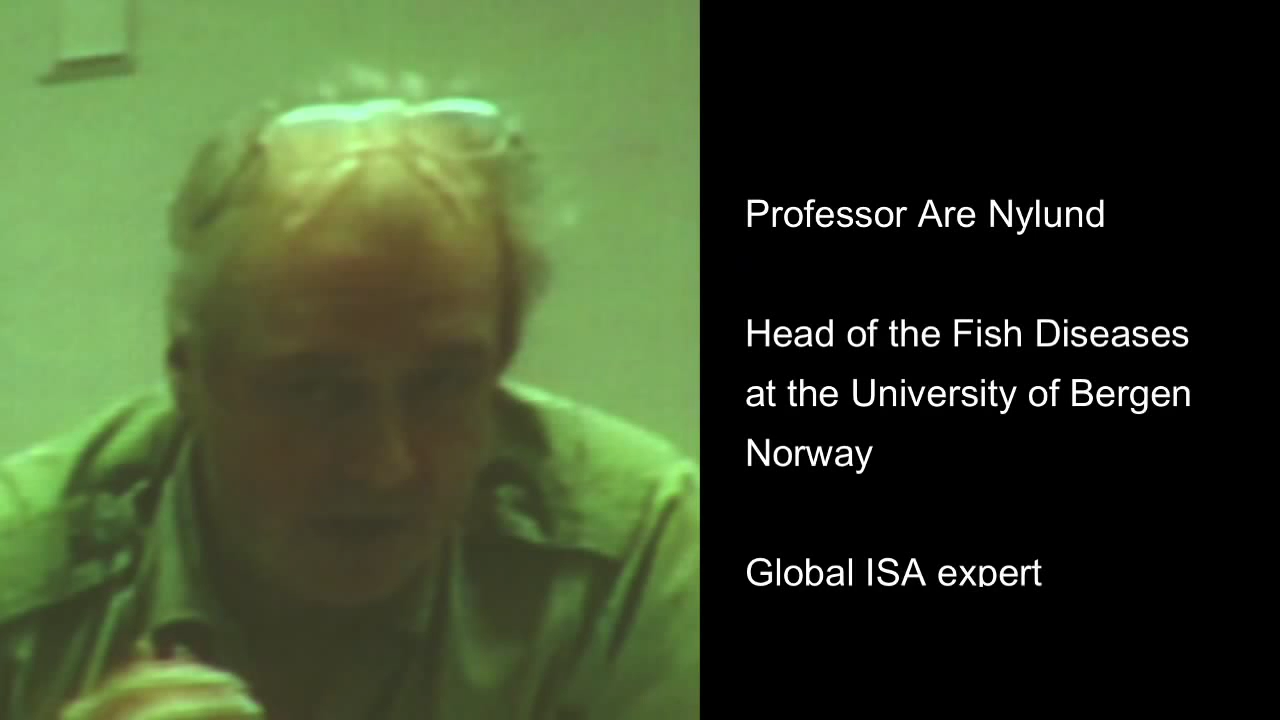 Professor Are Nylund
Head of the Fish Diseases
at the University of Bergen
Norway
Global ISA expert